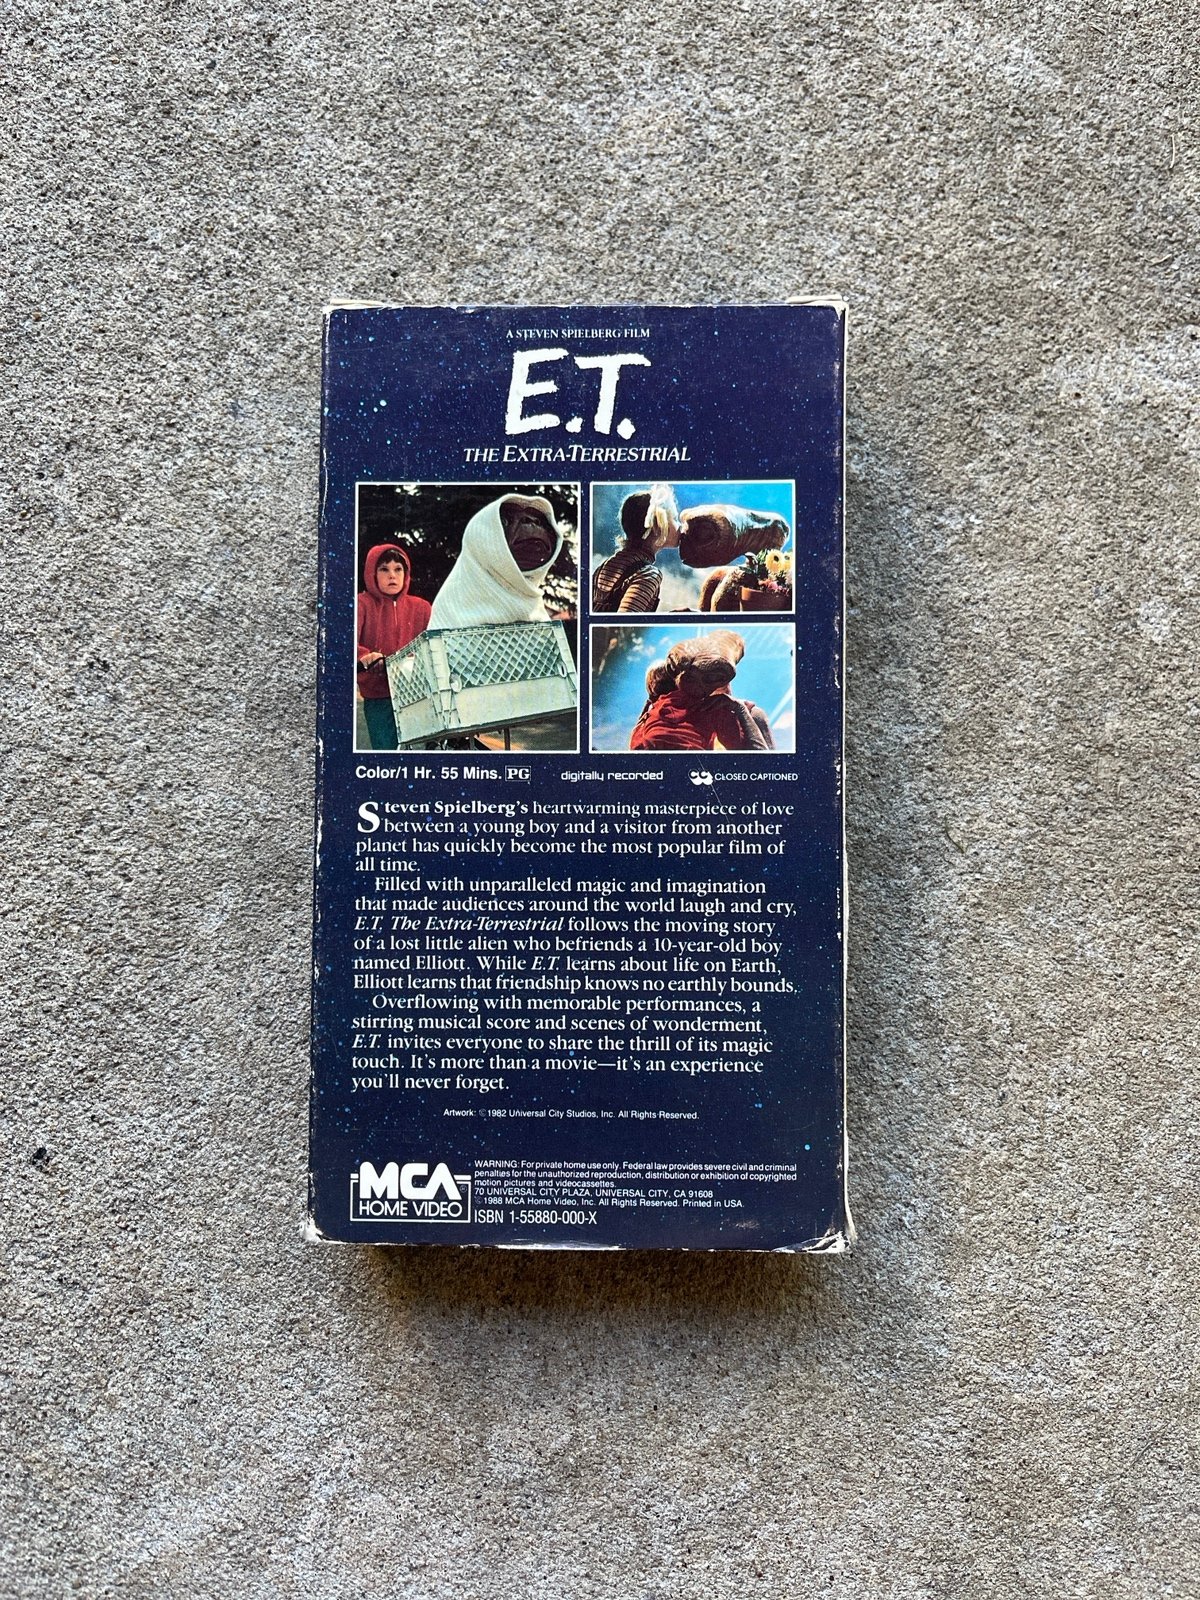 A STEVEN SPIELBERG FILM
E.T.
THE EXTRA-TERRESTRIAL
Color/1 Hr. 55 Mins. PG digitally recorded CLOSED CAPTIONED
Steven Spielberg's heartwarming masterpiece of love
between a young boy and a visitor from another
planet has quickly become the most popular film of
all time.
Filled with unparalleled magic and imagination
that made audiences around the world laugh and cry,
E.T. The Extra-Terrestrial follows the moving story
of a lost little alien who befriends a 10-year-old boy
named Elliott. While E.T. learns about life on Earth,
Elliott learns that friendship knows no earthly bounds.
Overflowing with memorable performances, a
stirring musical score and scenes of wonderment,
E.T. invites everyone to share the thrill of its magic
touch. It's more than a movie—it's an experience
you'll never forget.
Artwork: ©1982 Universal City Studios, Inc. All Rights Reserved.
MCA
HOME VIDEO
WARNING: For private home use only. Federal law provides severe civil and criminal
penalties for the unauthorized reproduction, distribution or exhibition of copyrighted
motion pictures and videocassettes.
70 UNIVERSAL CITY PLAZA, UNIVERSAL CITY, CA 91608
©1988 MCA Home Video, Inc. All Rights Reserved. Printed in USA.
ISBN 1-55880-000-X